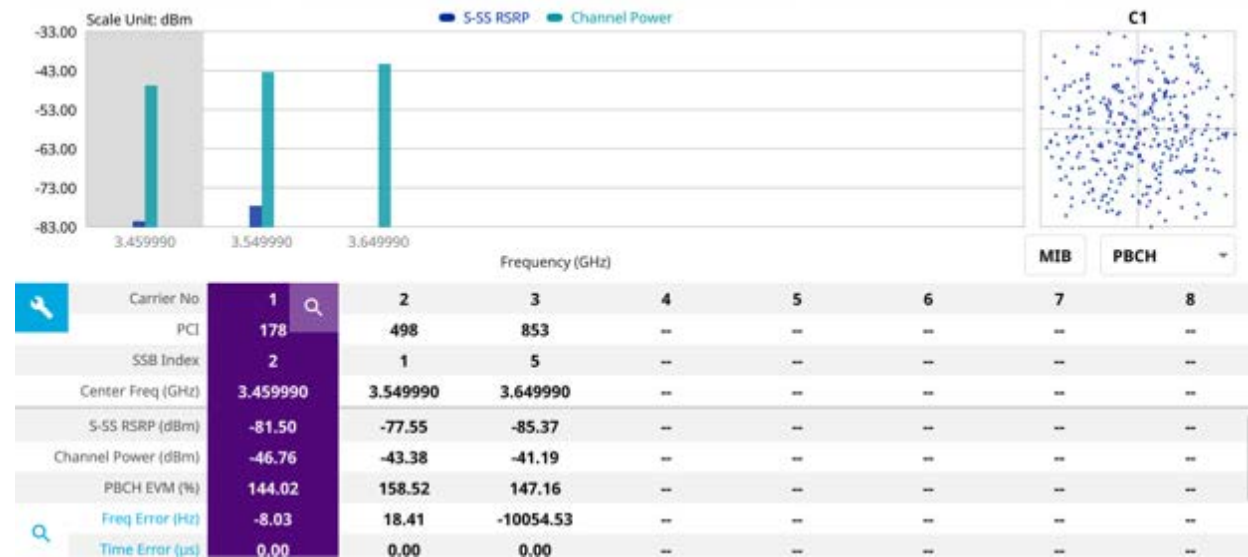 Scale Unit: dBm
S-SS RSRP Channel Power
C1
-33.00
-43.00
-53.00
-63.00
-73.00
-83.00
3.459990 3.549990 3.649990
Frequency (GHz)
MIB PBCH
Carrier No 1 2 3 4 5 6 7 8
PCI 178 498 853 -- -- -- -- --
SSB Index 2 1 5 -- -- -- -- --
Center Freq (GHz) 3.459990 3.549990 3.649990 -- -- -- -- --
S-SS RSRP (dBm) -81.50 -77.55 -85.37 -- -- -- -- --
Channel Power (dBm) -46.76 -43.38 -41.19 -- -- -- -- --
PBCH EVM (%) 144.02 158.52 147.16 -- -- -- -- --
Freq Error (Hz) -8.03 18.41 -10054.53 -- -- -- -- --
Time Error (µs) 0.00 0.00 0.00 -- -- -- -- --